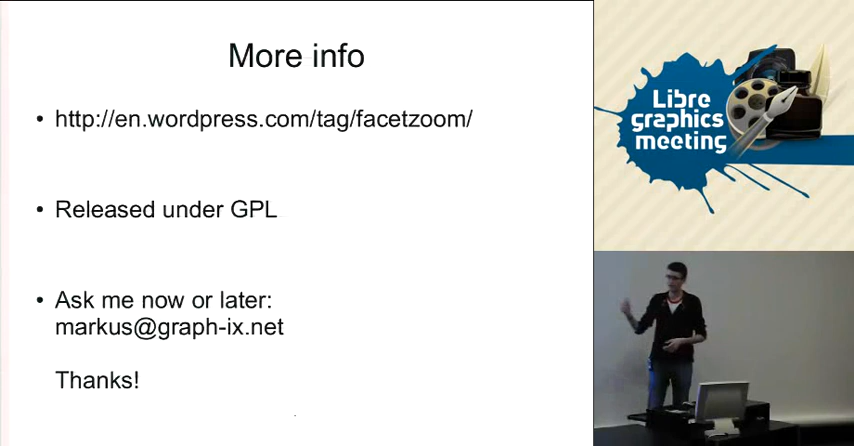 More info
• http://en.wordpress.com/tag/facetzoom/
• Released under GPL
• Ask me now or later:
markus@graph-ix.net
Thanks!
Libre
graphics
meeting